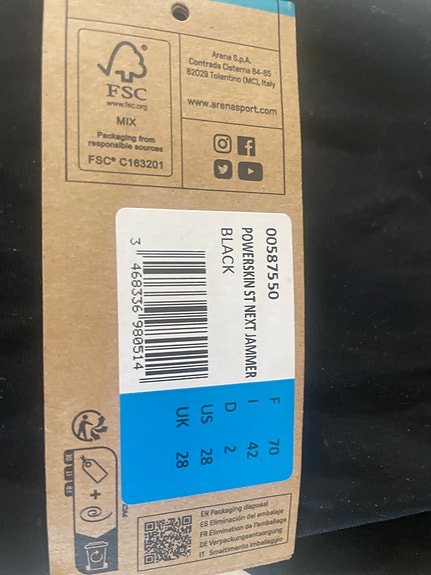 FSC
www.fsc.org
MIX
Packaging from
responsible sources
FSC® C163201
Arena S.p.A.
Contrada Cisterna 84-85
62029 Tolentino (MC), Italy
www.arenasport.com
00587550
POWERSKIN ST NEXT JAMMER
BLACK
3 468336 980514
F 70
I 42
D 2
US 28
UK 28
EN Packaging disposal
ES Eliminación del embalaje
FR Élimination de l'emballage
DE Verpackungsentsorgung
IT Smaltimento imballaggio